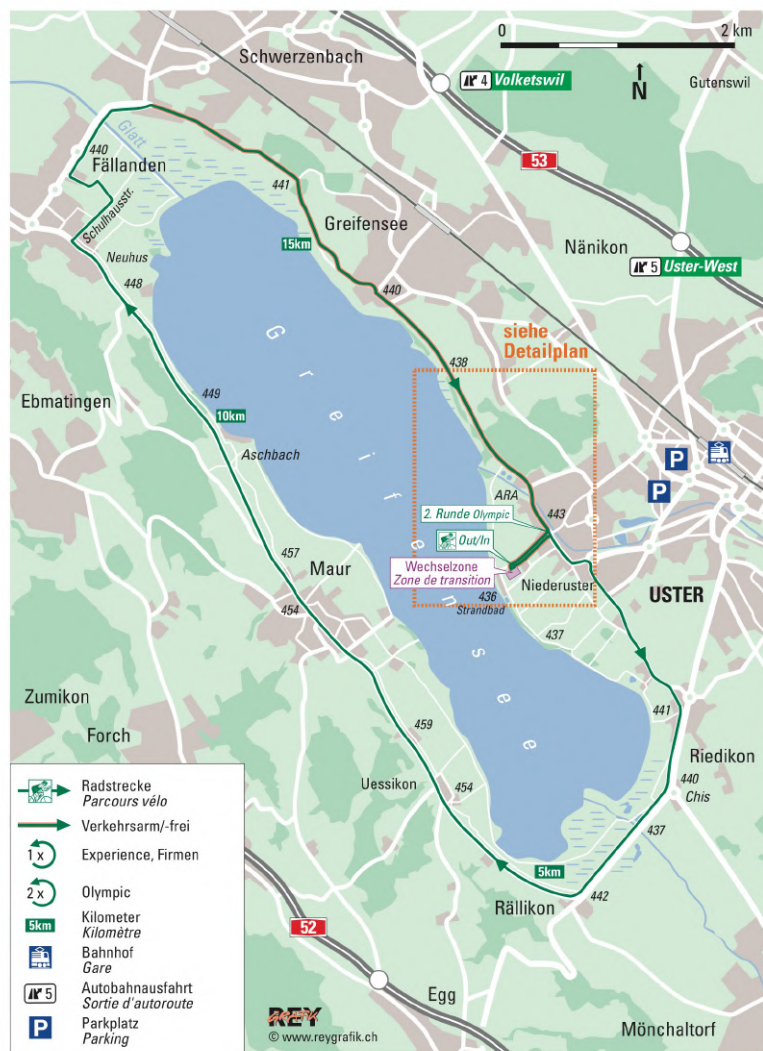 0 2 km
Schwerzenbach
4 Volketswil
N
Gutenswil
Glatt
440
Fällanden
53
441
Schulhausstr.
Greifensee
15km
Nänikon
Neuhus
5 Uster-West
448
440
siehe
Detailplan
438
Greifensee
Ebmatingen
449
10km
P
Aschbach
P
ARA
443
2. Runde Olympic
Out/In
457
Wechselzone
Zone de transition
Maur
Niederuster
USTER
454
436
Strandbad
437
Zumikon
441
Forch
459
Riedikon
440
Chis
Uessikon
454
437
5km
442
Rällikon
52
Egg
Mönchaltorf
Radstrecke
Parcours vélo
Verkehrsarm/-frei
1 x Experience, Firmen
2 x Olympic
5km Kilometer
Kilomètre
Bahnhof
Gare
5 Autobahnausfahrt
Sortie d'autoroute
P Parkplatz
Parking
REY
GRAFIK
© www.reygrafik.ch